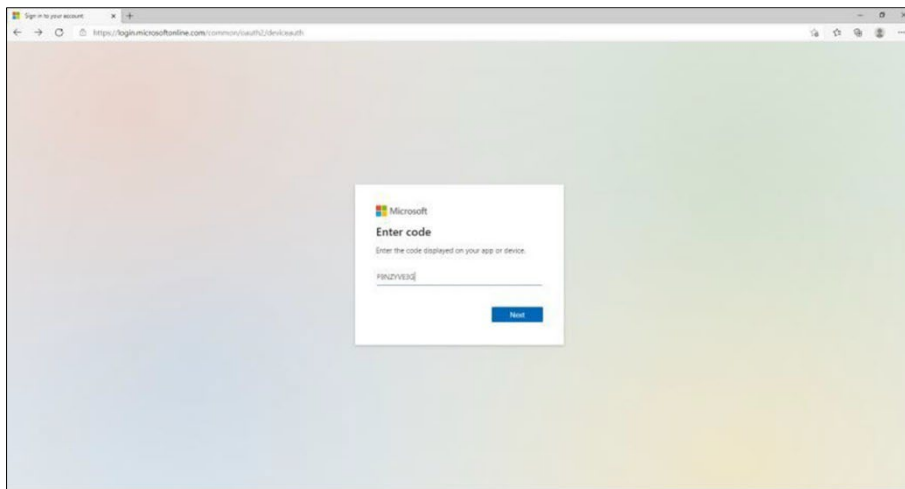 Sign in to your account
https://login.microsoftonline.com/common/oauth2/deviceauth
Microsoft
Enter code
Enter the code displayed on your app or device.
Next